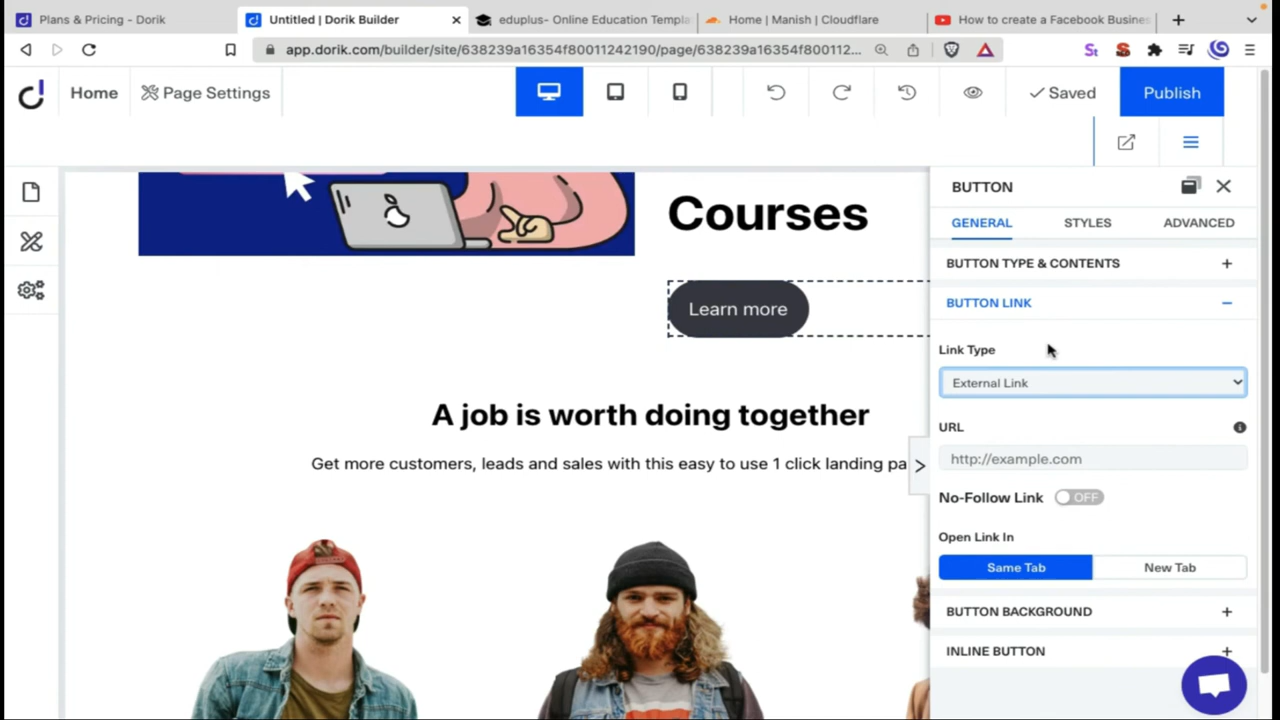 Plans & Pricing - Dorik
Untitled | Dorik Builder
eduplus- Online Education Templa
Home | Manish | Cloudflare
How to create a Facebook Busines
app.dorik.com/builder/site/638239a16354f80011242190/page/638239a16354f800112...
Home
Page Settings
Saved
Publish
BUTTON
GENERAL
STYLES
ADVANCED
BUTTON TYPE & CONTENTS
BUTTON LINK
Link Type
External Link
URL
http://example.com
No-Follow Link
OFF
Open Link In
Same Tab
New Tab
BUTTON BACKGROUND
INLINE BUTTON
Courses
Learn more
A job is worth doing together
Get more customers, leads and sales with this easy to use 1 click landing pa